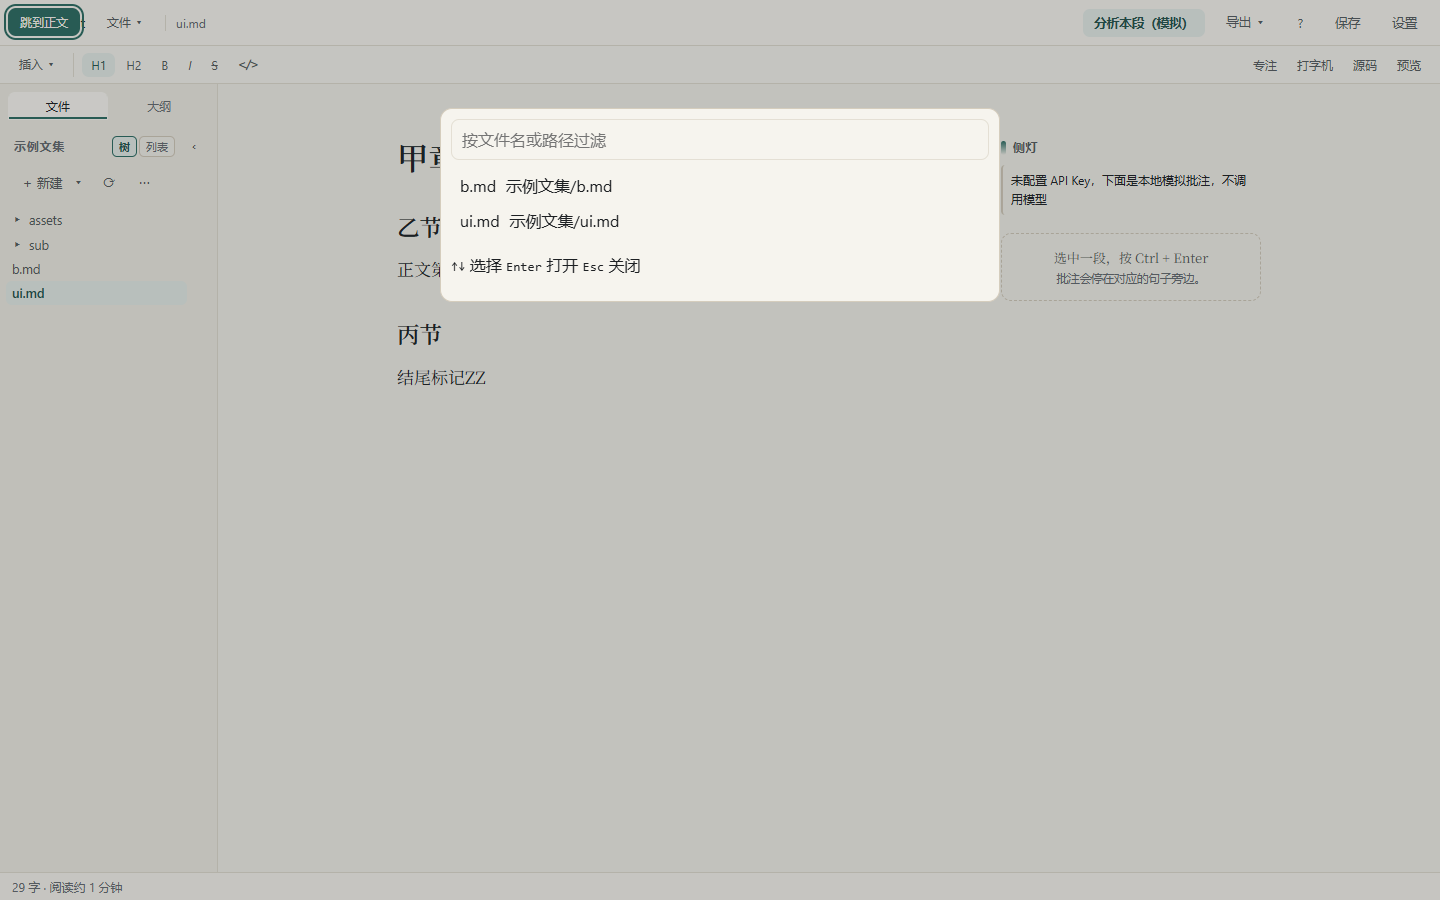 跳到正文 文件 ▾ ui.md 分析本段（模拟） 导出 ▾ ? 保存 设置
插入 ▾ H1 H2 B I S </> 专注 打字机 源码 预览
文件 大纲
示例文集 树 列表 ‹
+ 新建 ▾ ⟳ ···
▸ assets
▸ sub
b.md
ui.md
按文件名或路径过滤
b.md 示例文集/b.md
ui.md 示例文集/ui.md
↑↓ 选择 Enter 打开 Esc 关闭
甲
乙节
正文
丙节
结尾标记ZZ
侧灯
未配置 API Key，下面是本地模拟批注，不调
用模型
选中一段，按 Ctrl + Enter
批注会停在对应的句子旁边。
29 字 · 阅读约 1 分钟